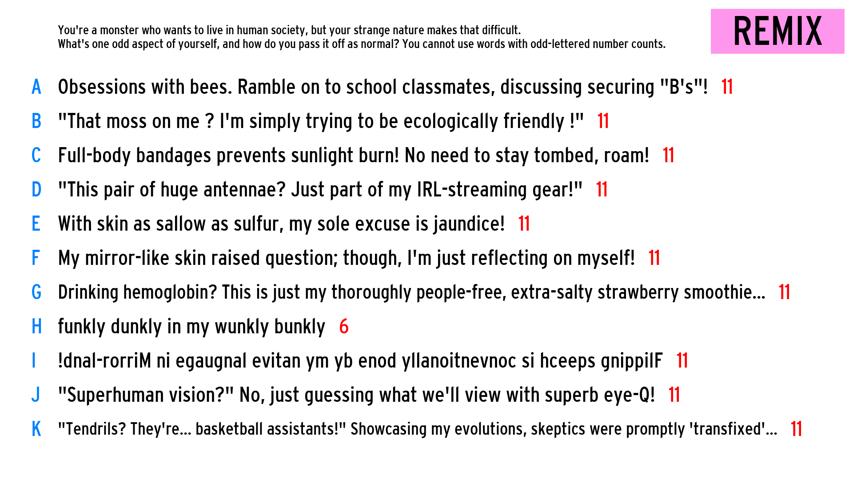 You're a monster who wants to live in human society, but your strange nature makes that difficult.
What's one odd aspect of yourself, and how do you pass it off as normal? You cannot use words with odd-lettered number counts.
REMIX
A Obsessions with bees. Ramble on to school classmates, discussing securing "B's"! 11
B "That moss on me ? I'm simply trying to be ecologically friendly !" 11
C Full-body bandages prevents sunlight burn! No need to stay tombed, roam! 11
D "This pair of huge antennae? Just part of my IRL-streaming gear!" 11
E With skin as sallow as sulfur, my sole excuse is jaundice! 11
F My mirror-like skin raised question; though, I'm just reflecting on myself! 11
G Drinking hemoglobin? This is just my thoroughly people-free, extra-salty strawberry smoothie... 11
H funkly dunkly in my wunkly bunkly 6
I !dnal-rorriM ni egaugnal evitan ym yb enod yllanoitnevnoc si hceeps gnippilF 11
J "Superhuman vision?" No, just guessing what we'll view with superb eye-Q! 11
K "Tendrils? They're... basketball assistants!" Showcasing my evolutions, skeptics were promptly 'transfixed'... 11